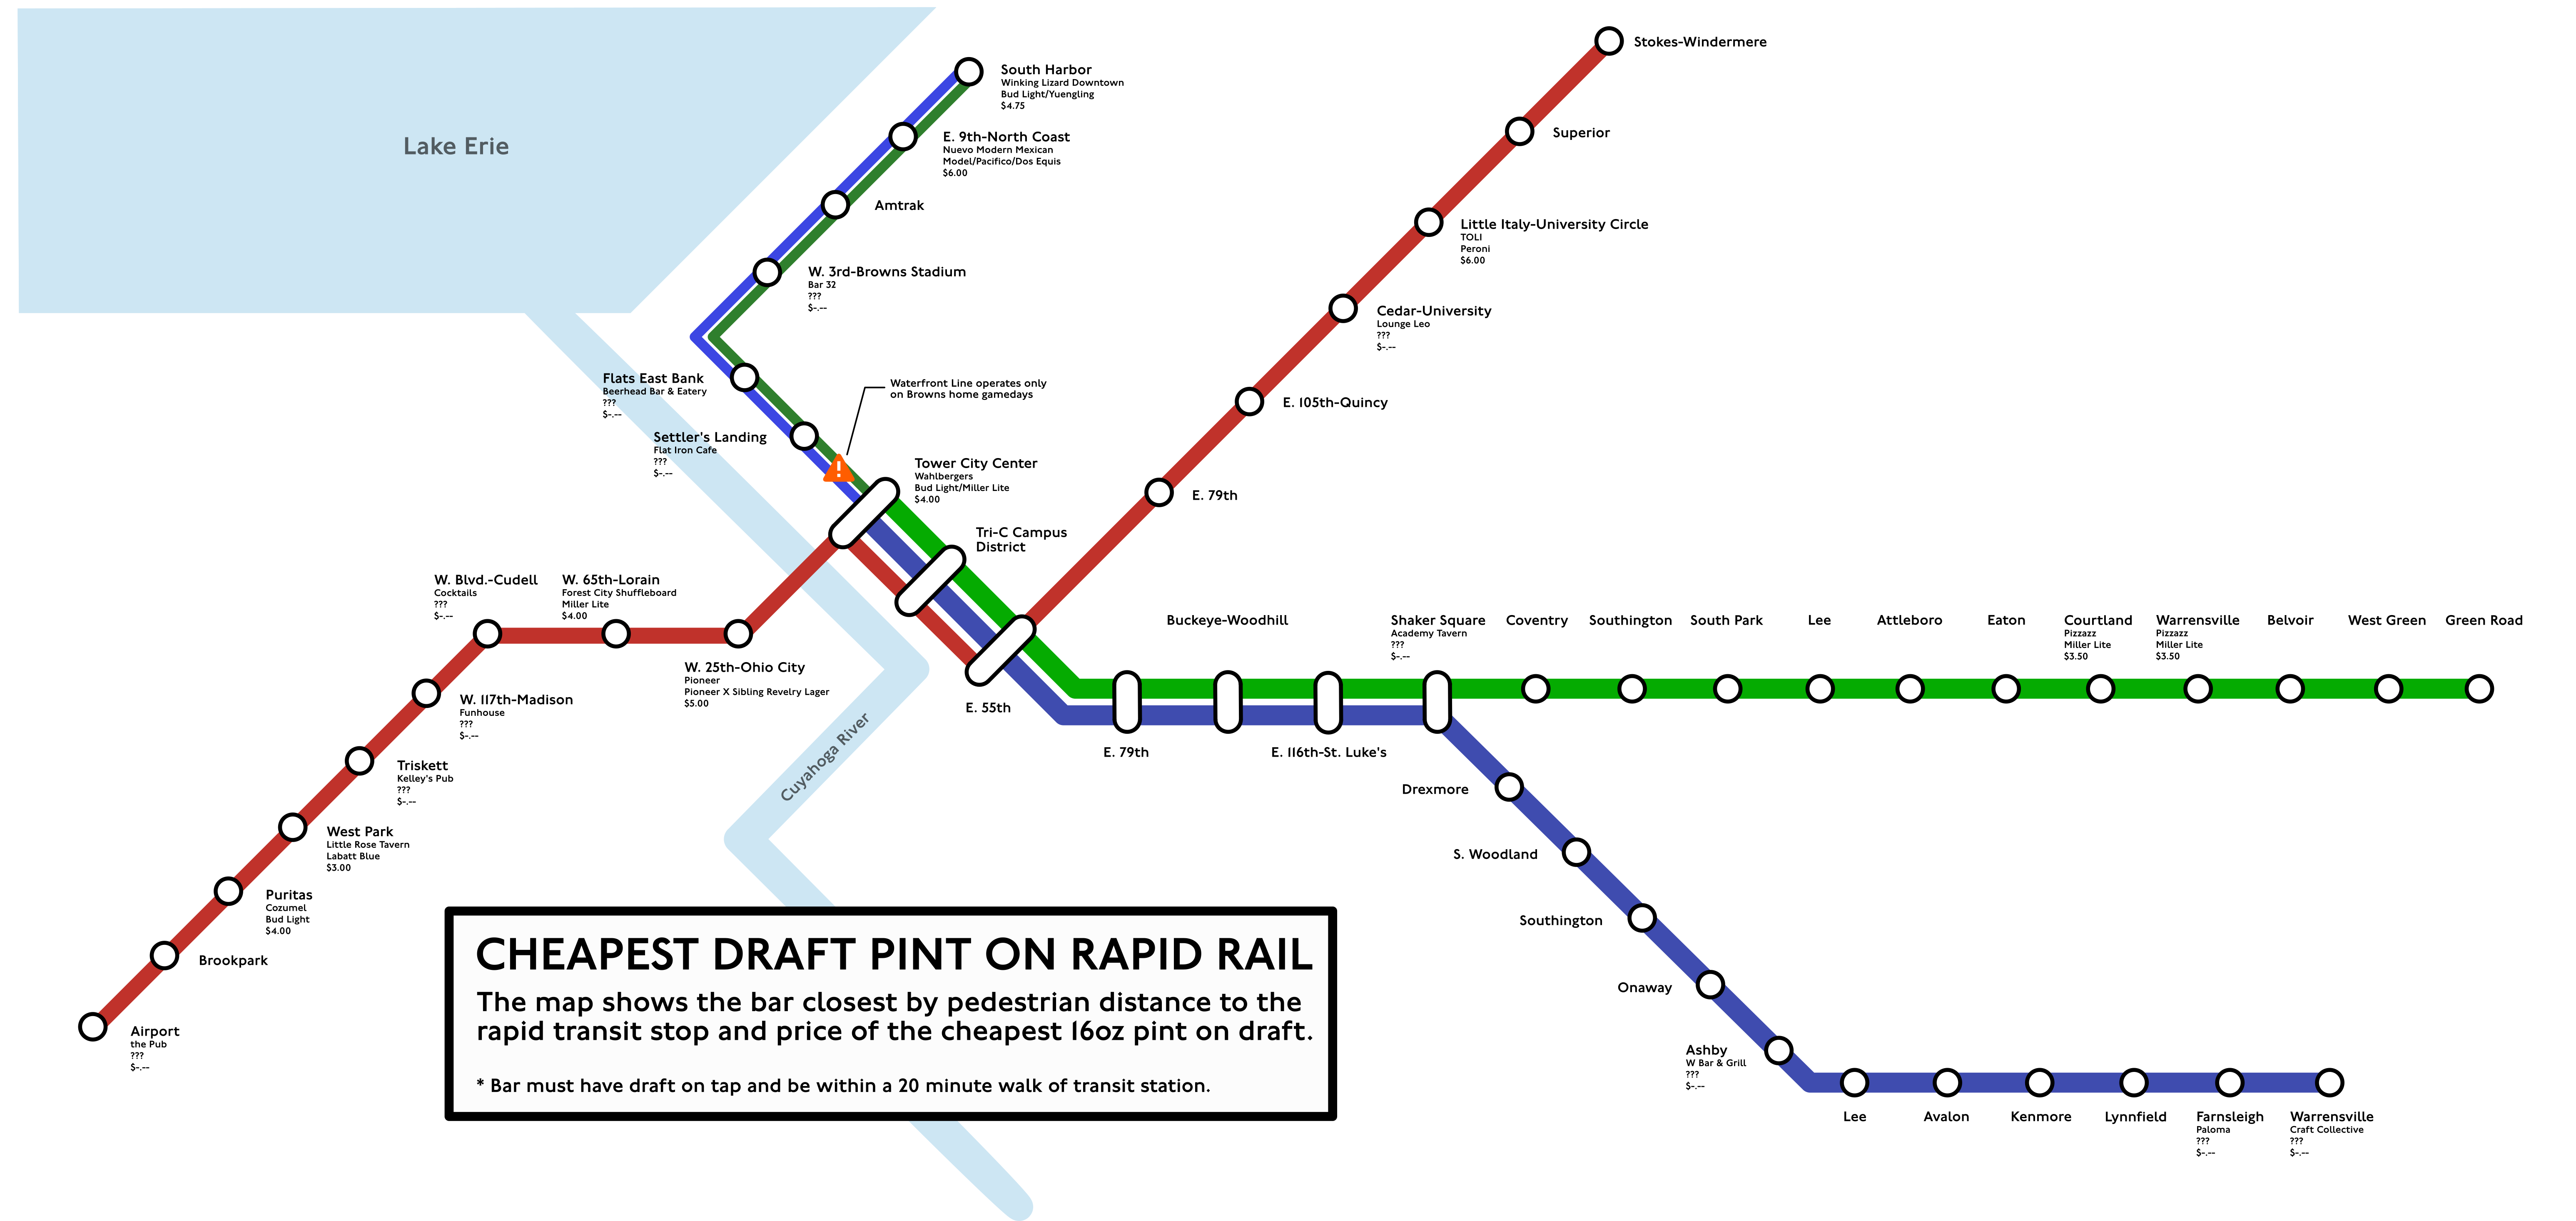 Lake Erie
South Harbor
Winking Lizard Downtown
Bud Light/Yuengling
$4.75
E. 9th-North Coast
Nuevo Modern Mexican
Model/Pacifico/Dos Equis
$6.00
Amtrak
W. 3rd-Browns Stadium
Bar 32
???
$-.--
Flats East Bank
Beerhead Bar & Eatery
???
$-.--
Waterfront Line operates only
on Browns home gamedays
Settler's Landing
Flat Iron Cafe
???
$-.--
Tower City Center
Wahlbergers
Bud Light/Miller Lite
$4.00
Tri-C Campus
District
E. 55th
Stokes-Windermere
Superior
Little Italy-University Circle
TOLI
Peroni
$6.00
Cedar-University
Lounge Leo
???
$-.--
E. 105th-Quincy
E. 79th
W. Blvd.-Cudell
Cocktails
???
$-.--
W. 65th-Lorain
Forest City Shuffleboard
Miller Lite
$4.00
W. 25th-Ohio City
Pioneer
Pioneer X Sibling Revelry Lager
$5.00
W. 117th-Madison
Funhouse
???
$-.--
Triskett
Kelley's Pub
???
$-.--
West Park
Little Rose Tavern
Labatt Blue
$3.00
Puritas
Cozumel
Bud Light
$4.00
Brookpark
Airport
the Pub
???
$-.--
Cuyahoga River
E. 79th
Buckeye-Woodhill
E. 116th-St. Luke's
Shaker Square
Academy Tavern
???
$-.--
Coventry
Southington
South Park
Lee
Attleboro
Eaton
Courtland
Pizzazz
Miller Lite
$3.50
Warrensville
Pizzazz
Miller Lite
$3.50
Belvoir
West Green
Green Road
Drexmore
S. Woodland
Southington
Onaway
Ashby
W Bar & Grill
???
$-.--
Lee
Avalon
Kenmore
Lynnfield
Farnsleigh
Paloma
???
$-.--
Warrensville
Craft Collective
???
$-.--
CHEAPEST DRAFT PINT ON RAPID RAIL
The map shows the bar closest by pedestrian distance to the
rapid transit stop and price of the cheapest 16oz pint on draft.
* Bar must have draft on tap and be within a 20 minute walk of transit station.